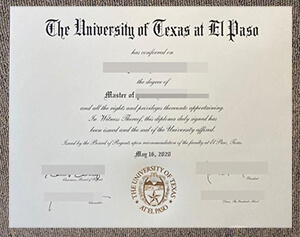 The University of Texas at El Paso
has conferred on
the degree of
Master of
and all the rights and privileges thereunto appertaining.
In Witness Thereof, this diploma duly signed has
been issued and the seal of the University affixed.
Issued by the Board of Regents upon recommendation of the faculty at El Paso, Texas.
May 16, 2020
THE UNIVERSITY OF TEXAS
AT EL PASO
President